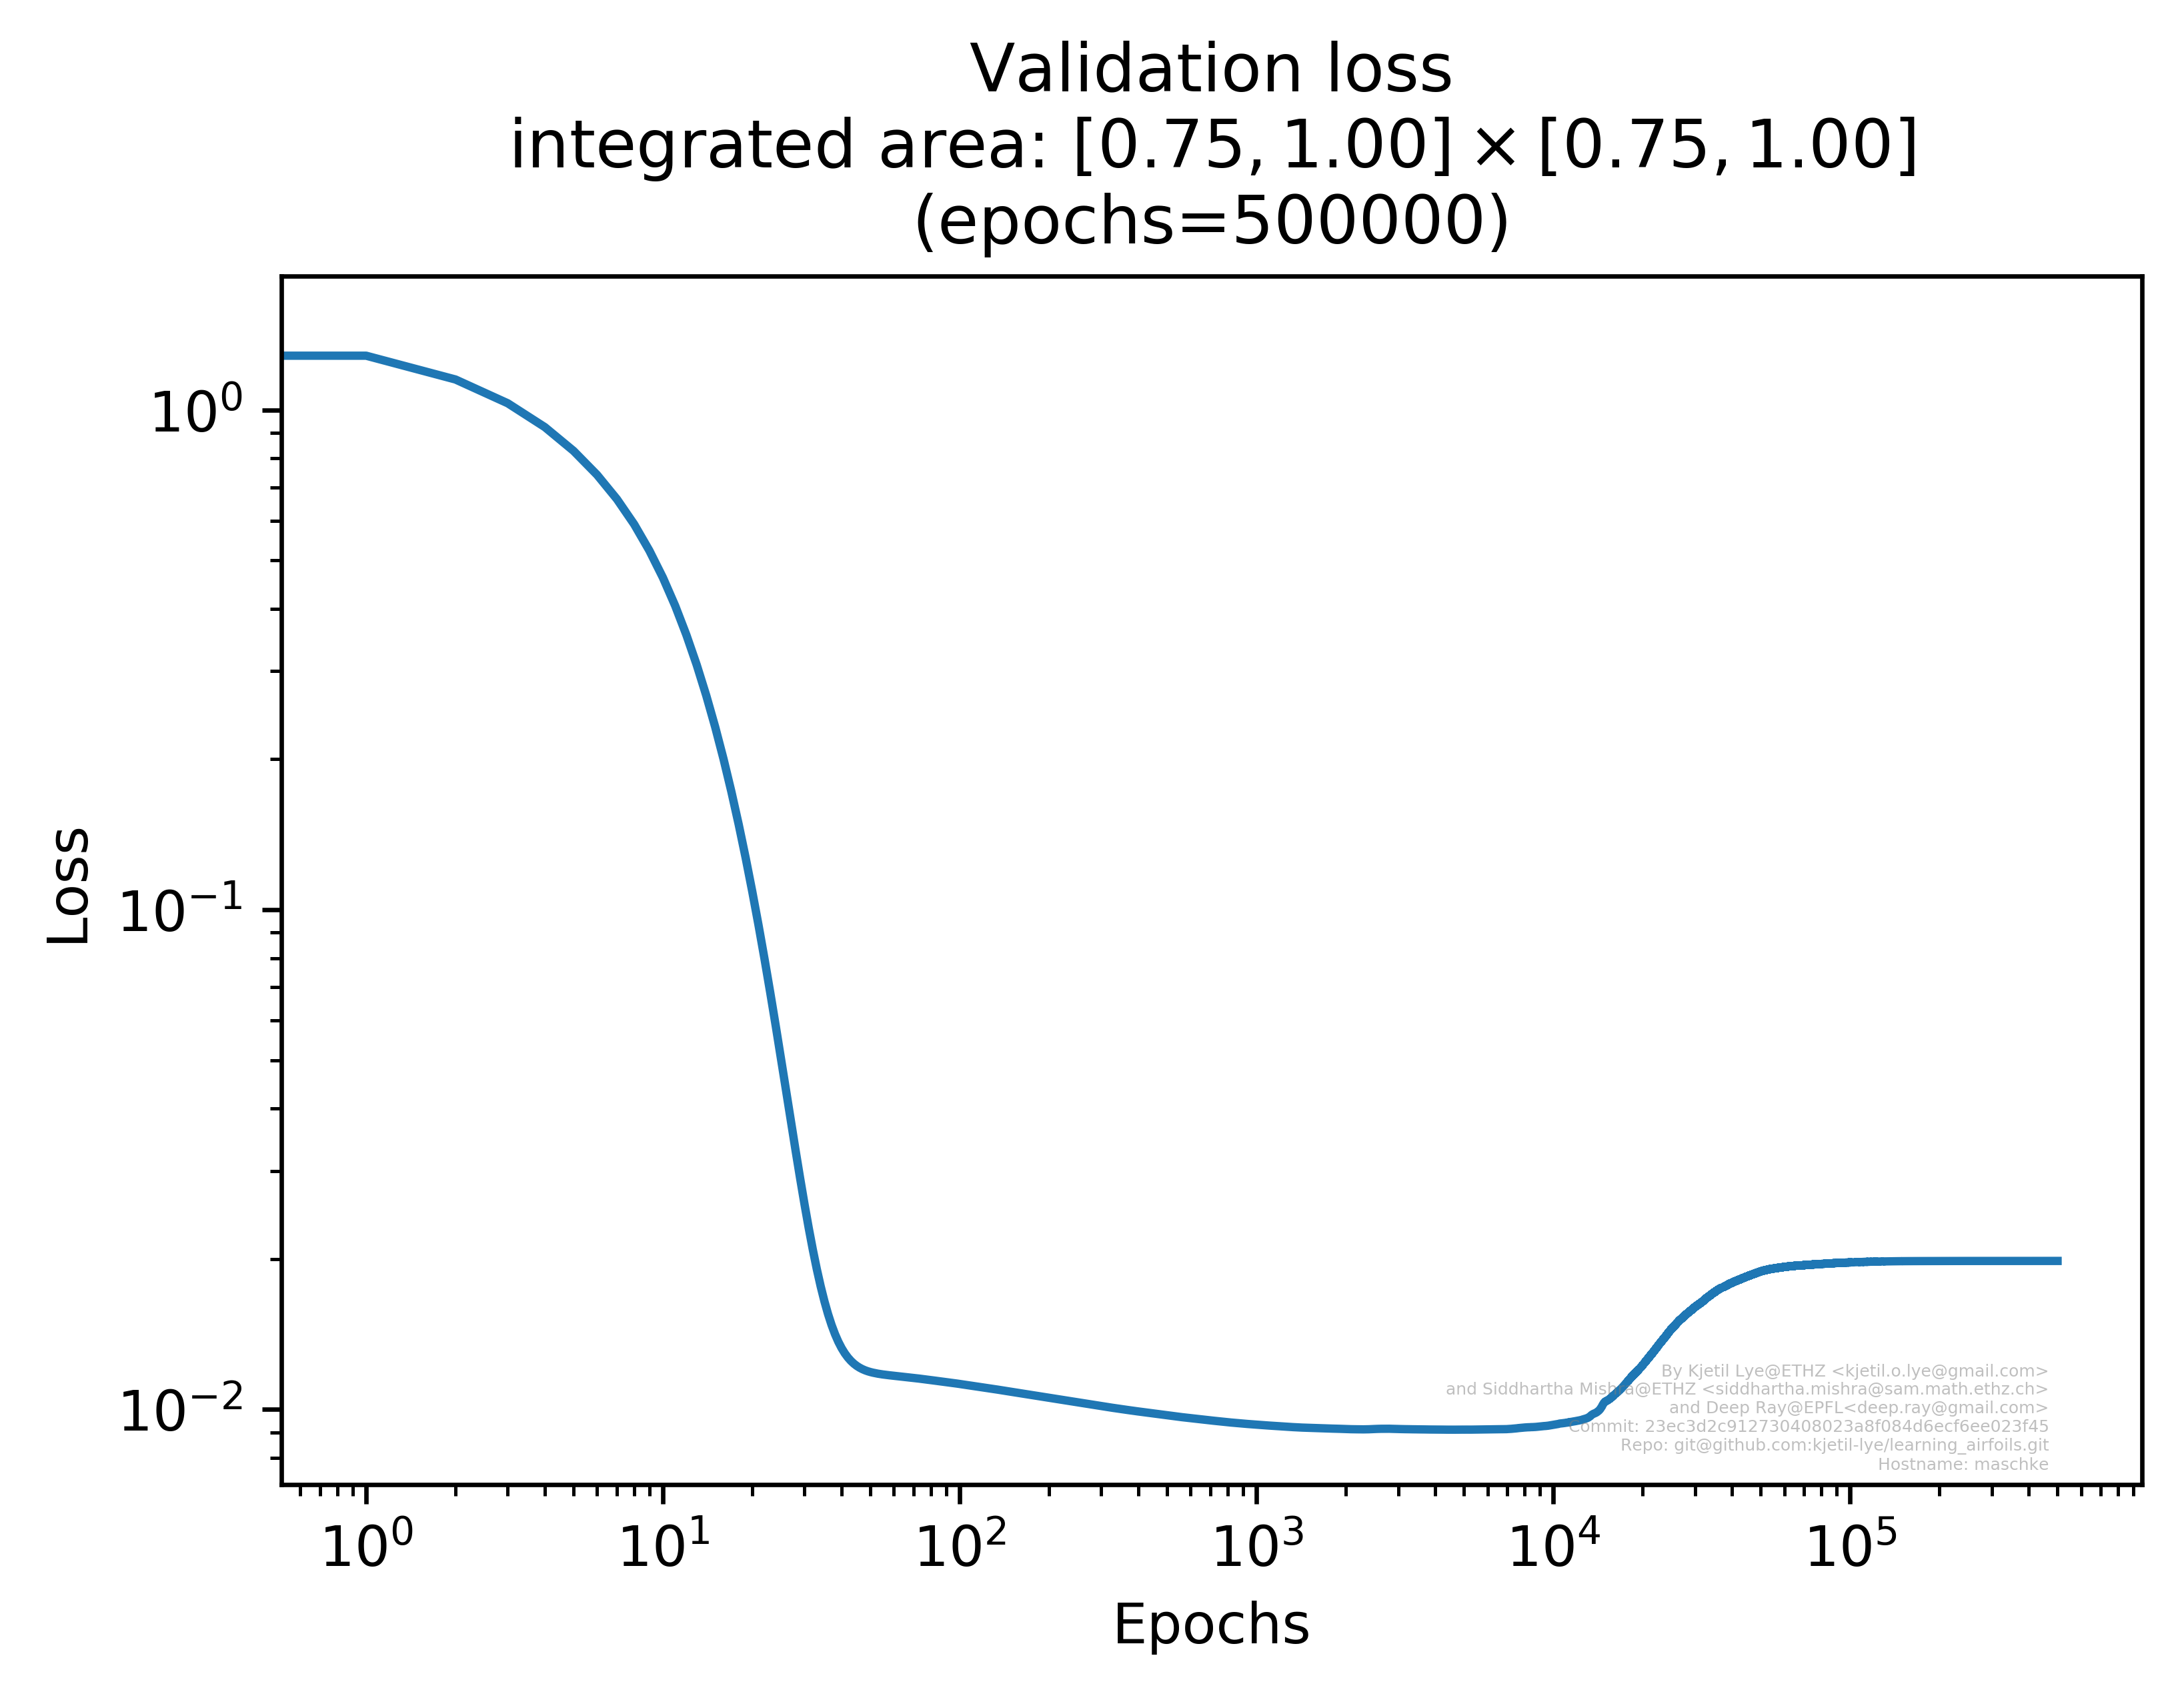 Validation loss
integrated area: [0.75, 1.00] × [0.75, 1.00]
(epochs=500000)
Loss
10⁰
10⁻¹
10⁻²
10⁰ 10¹ 10² 10³ 10⁴ 10⁵
Epochs
By Kjetil Lye@ETHZ <kjetil.o.lye@gmail.com>
and Siddhartha Mishra@ETHZ <siddhartha.mishra@sam.math.ethz.ch>
and Deep Ray@EPFL<deep.ray@gmail.com>
Commit: 23ec3d2c912730408023a8f084d6ecf6ee023f45
Repo: git@github.com:kjetil-lye/learning_airfoils.git
Hostname: maschke